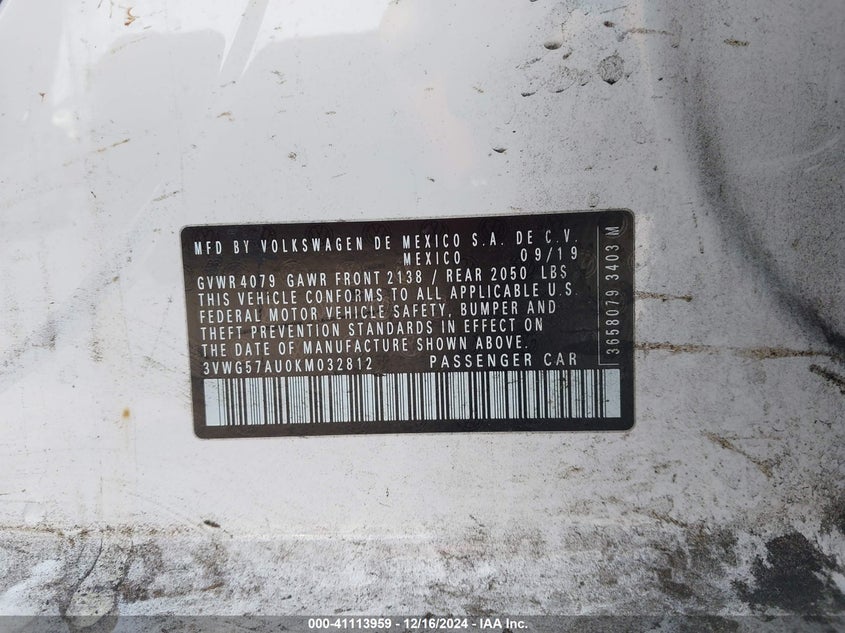 MFD BY VOLKSWAGEN DE MEXICO S.A. DE C.V.
MEXICO 09/19
GVWR 4079 GAWR FRONT 2138 / REAR 2050 LBS
THIS VEHICLE CONFORMS TO ALL APPLICABLE U.S.
FEDERAL MOTOR VEHICLE SAFETY, BUMPER AND
THEFT PREVENTION STANDARDS IN EFFECT ON
THE DATE OF MANUFACTURE SHOWN ABOVE.
3VWG57AU0KM032812 PASSENGER CAR
3658079 3403 M
000-41113959 - 12/16/2024 - IAA Inc.